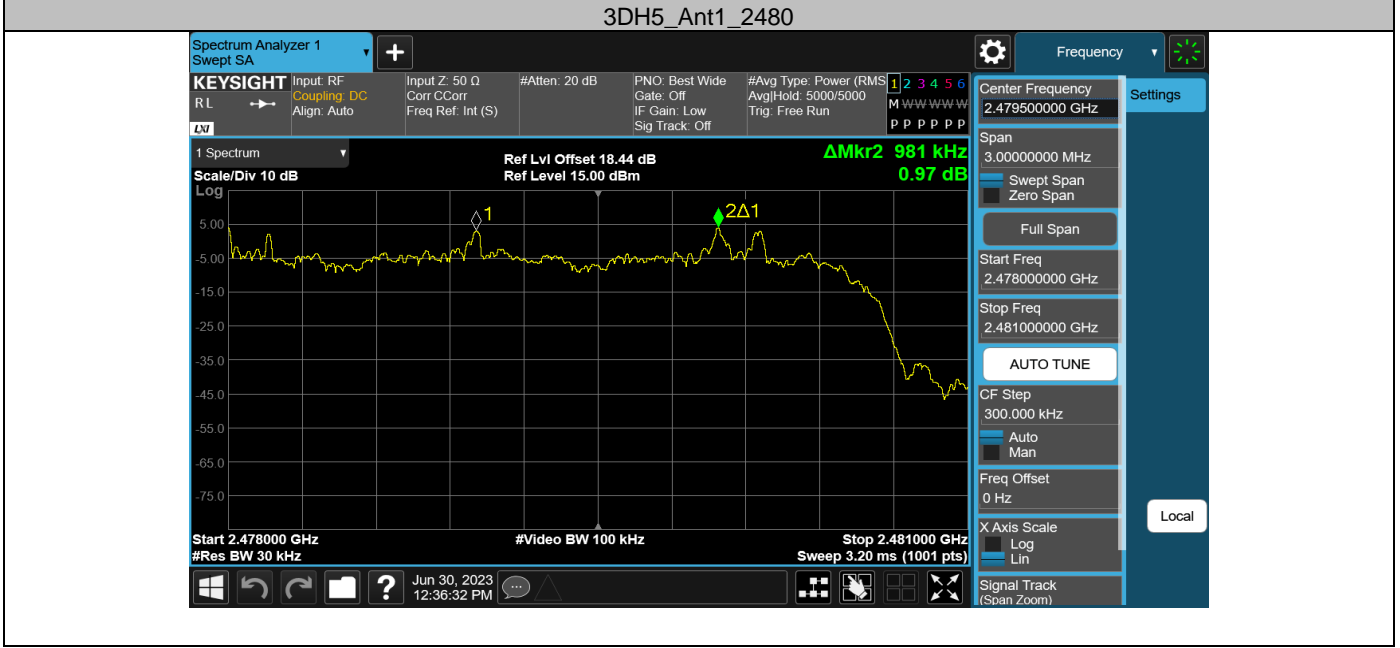 3DH5_Ant1_2480
Spectrum Analyzer 1
Swept SA
+
Frequency
KEYSIGHT
RL
LXI
Input: RF
Coupling: DC
Align: Auto
Input Z: 50 Ω
Corr CCorr
Freq Ref: Int (S)
#Atten: 20 dB
PNO: Best Wide
Gate: Off
IF Gain: Low
Sig Track: Off
#Avg Type: Power (RMS
Avg|Hold: 5000/5000
Trig: Free Run
1 2 3 4 5 6
M W W W W W
P P P P P P
1 Spectrum
Scale/Div 10 dB
Log
Ref Lvl Offset 18.44 dB
Ref Level 15.00 dBm
ΔMkr2 981 kHz
0.97 dB
1
2Δ1
5.00
-5.00
-15.0
-25.0
-35.0
-45.0
-55.0
-65.0
-75.0
Start 2.478000 GHz
#Res BW 30 kHz
#Video BW 100 kHz
Stop 2.481000 GHz
Sweep 3.20 ms (1001 pts)
?
Jun 30, 2023
12:36:32 PM
Center Frequency
2.479500000 GHz
Settings
Span
3.00000000 MHz
Swept Span
Zero Span
Full Span
Start Freq
2.478000000 GHz
Stop Freq
2.481000000 GHz
AUTO TUNE
CF Step
300.000 kHz
Auto
Man
Freq Offset
0 Hz
X Axis Scale
Log
Lin
Local
Signal Track
(Span Zoom)